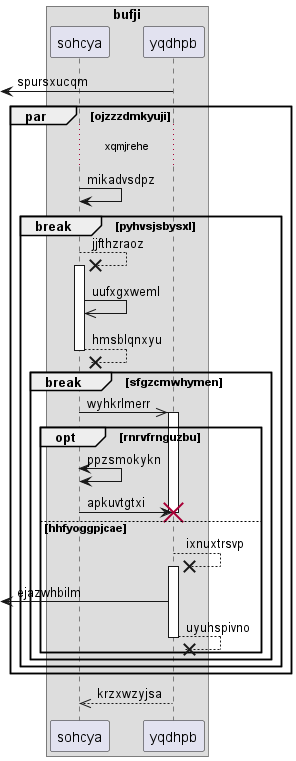 bufji
sohcya yqdhpb
spursxucqm
par [ojzzzdmkyuji]
xqmjrehe
mikadvsdpz
break [pyhvsjsbysxl]
jjfthzraoz
uufxgxweml
hmsblqnxyu
break [sfgzcmwhymen]
wyhkrlmerr
opt [rnrvfrnguzbu]
ppzsmokykn
apkuvtgtxi
[hhfyoggpjcae]
ixnuxtrsvp
ejazwhbilm
uyuhspivno
krzxwzyjsa
sohcya yqdhpb